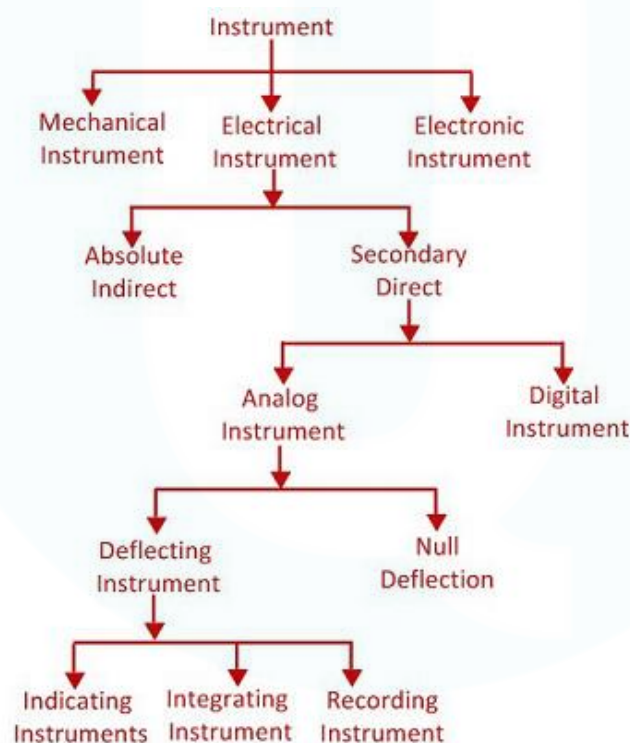 Instrument
Mechanical
Instrument
Electrical
Instrument
Electronic
Instrument
Absolute
Indirect
Secondary
Direct
Analog
Instrument
Digital
Instrument
Deflecting
Instrument
Null
Deflection
Indicating
Instruments
Integrating
Instrument
Recording
Instrument